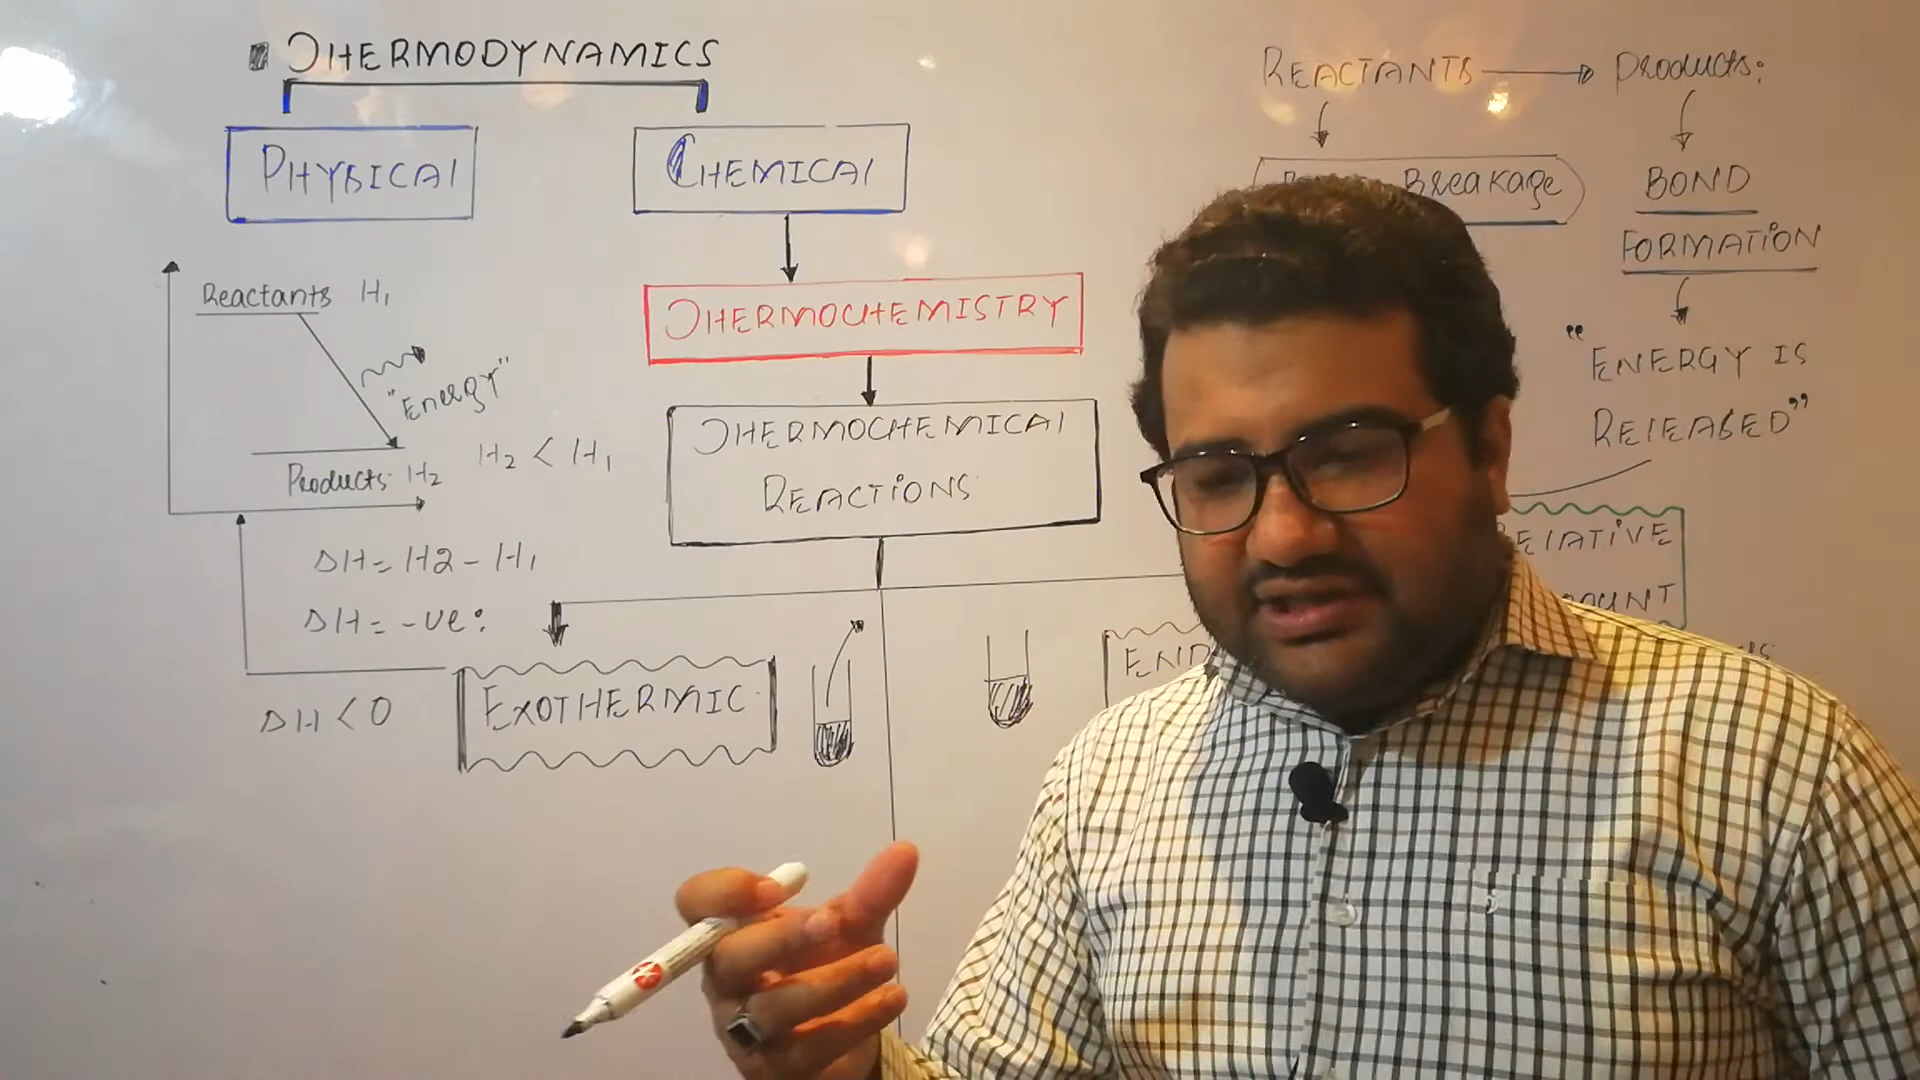 THERMODYNAMICS
PHYSICAL
CHEMICAL
THERMOCHEMISTRY
THERMOCHEMICAL
REACTIONS
Reactants H₁
"Energy"
Products H₂
H₂ < H₁
ΔH = H2 - H₁
ΔH = -ve:
ΔH < 0
EXOTHERMIC
REACTANTS → Products:
Breakage
BOND
FORMATION
"ENERGY IS
RELEASED"